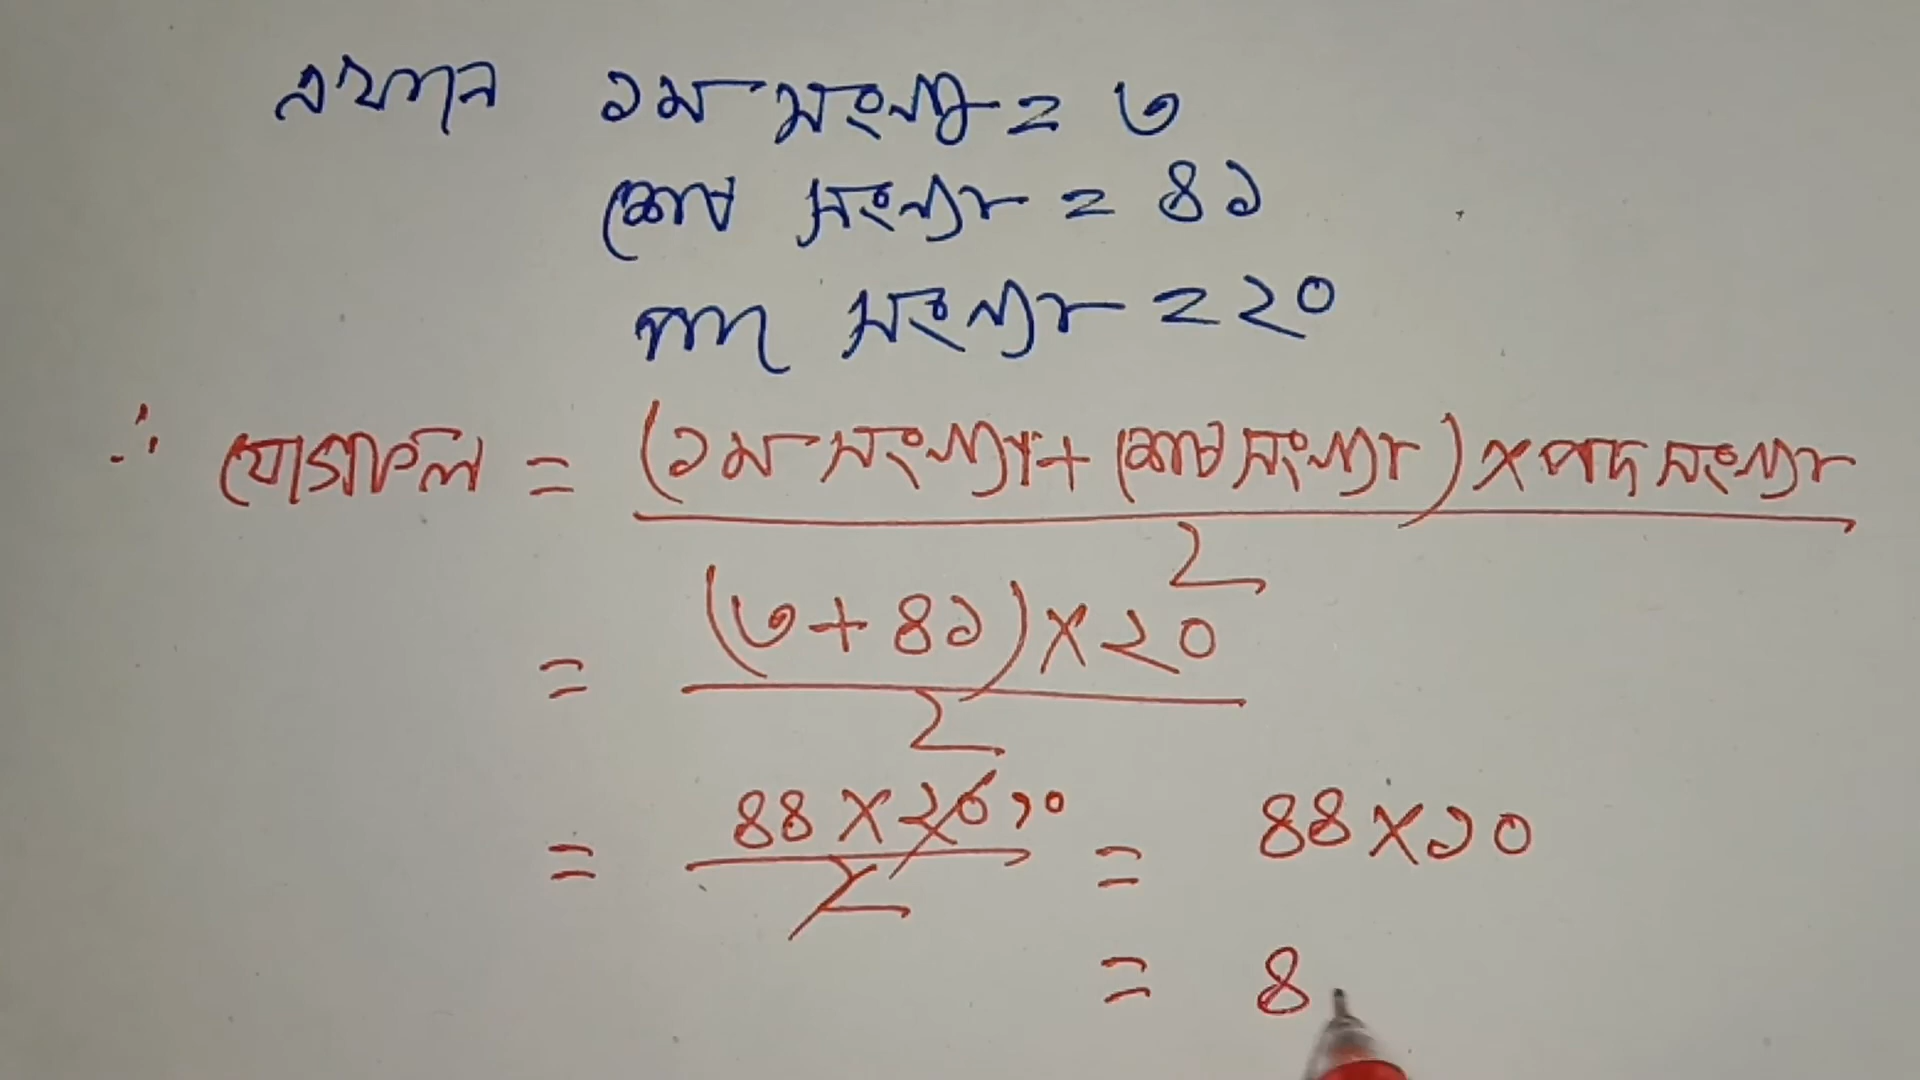 এখানে ১ম সংখ্যা = ৩
শেষ সংখ্যা = ৪১
পদ সংখ্যা = ২০
∴ যোগফল = (১ম সংখ্যা + শেষ সংখ্যা) × পদ সংখ্যা
২
= (৩ + ৪১) × ২০
২
= ৪৪ × ২০ ১০ = ৪৪ × ১০
২
= ৪